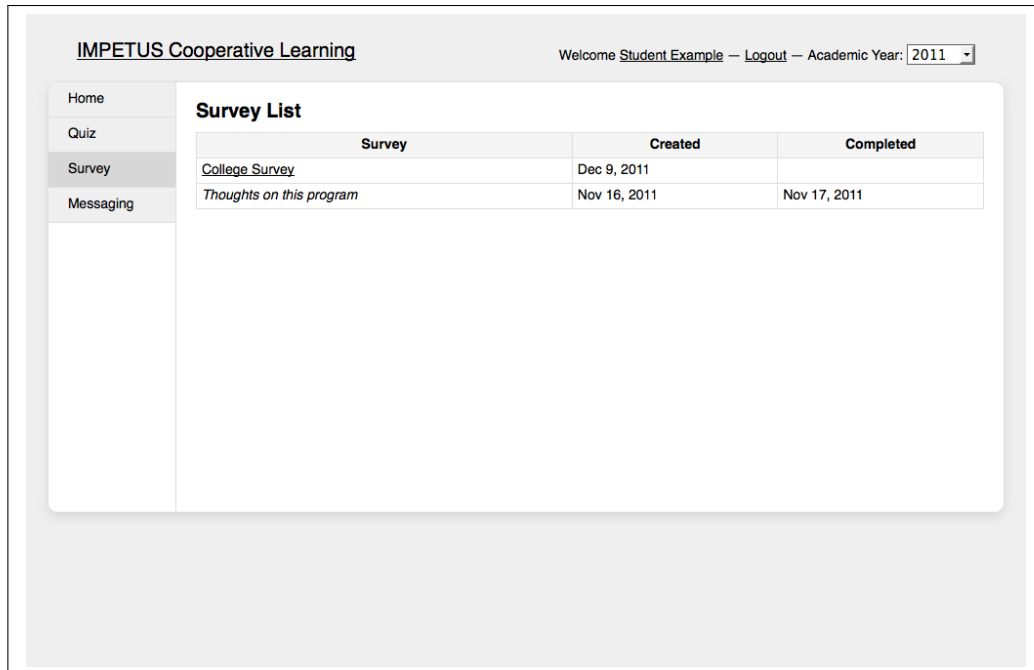 IMPETUS Cooperative Learning
Welcome Student Example — Logout — Academic Year: 2011
Home
Quiz
Survey
Messaging
Survey List
Survey Created Completed
College Survey Dec 9, 2011
Thoughts on this program Nov 16, 2011 Nov 17, 2011